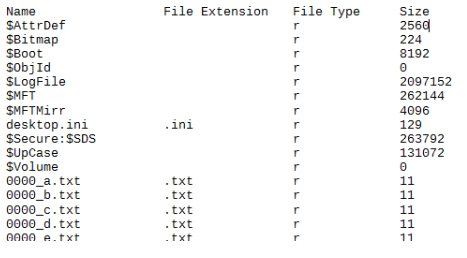 Name File Extension File Type Size
$AttrDef r 2560
$Bitmap r 224
$Boot r 8192
$ObjId r 0
$LogFile r 2097152
$MFT r 262144
$MFTMirr r 4096
desktop.ini .ini r 129
$Secure:$SDS r 263792
$UpCase r 131072
$Volume r 0
0000_a.txt .txt r 11
0000_b.txt .txt r 11
0000_c.txt .txt r 11
0000_d.txt .txt r 11
0000_e.txt .txt r 11